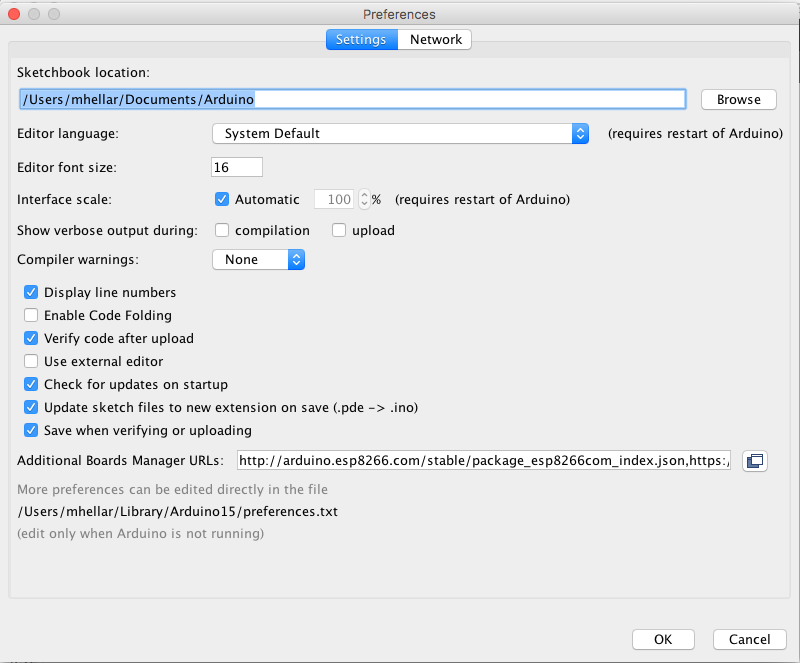 Preferences
Settings Network
Sketchbook location:
/Users/mhellar/Documents/Arduino Browse
Editor language: System Default (requires restart of Arduino)
Editor font size: 16
Interface scale: Automatic 100 % (requires restart of Arduino)
Show verbose output during: compilation upload
Compiler warnings: None
Display line numbers
Enable Code Folding
Verify code after upload
Use external editor
Check for updates on startup
Update sketch files to new extension on save (.pde -> .ino)
Save when verifying or uploading
Additional Boards Manager URLs: http://arduino.esp8266.com/stable/package_esp8266com_index.json,https:/
More preferences can be edited directly in the file
/Users/mhellar/Library/Arduino15/preferences.txt
(edit only when Arduino is not running)
OK Cancel